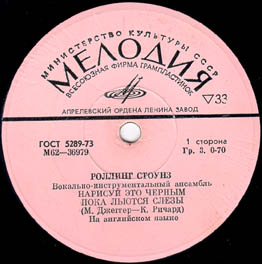 МИНИСТЕРСТВО КУЛЬТУРЫ СССР
МЕЛОДИЯ
ВСЕСОЮЗНАЯ ФИРМА ГРАМПЛАСТИНОК
АПРЕЛЕВСКИЙ ОРДЕНА ЛЕНИНА ЗАВОД
▽33
ГОСТ 5289-73
М62—36979
1 сторона
Гр. 3. 0-70
РОЛЛИНГ СТОУНЗ
Вокально-инструментальный ансамбль
НАРИСУЙ ЭТО ЧЕРНЫМ
ПОКА ЛЬЮТСЯ СЛЕЗЫ
(М. Джеггер—К. Ричард)
На английском языке